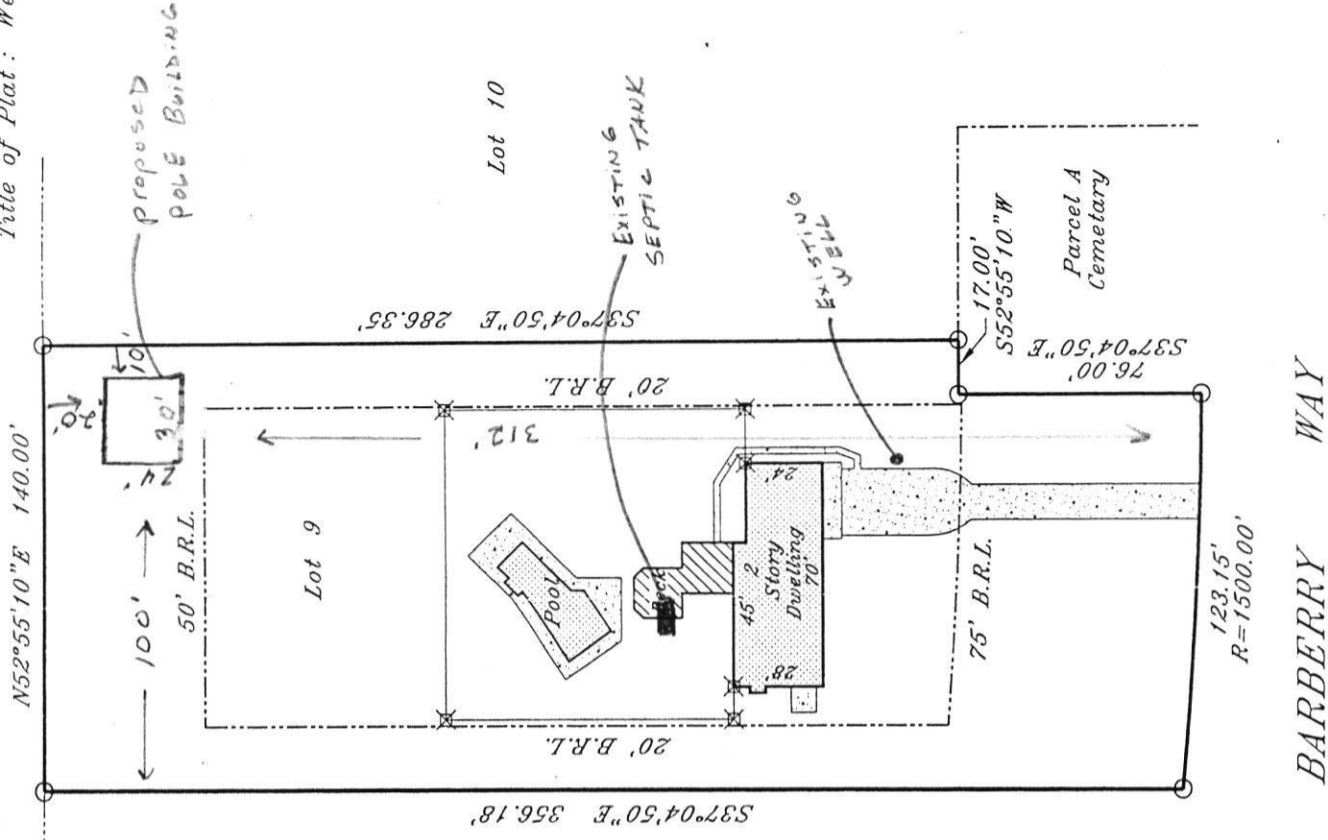 Title of Plat: We
N52°55'10"E 140.00'
proposed
POLE BuilDiNG
10'
20'
30'
24'
100'
50' B.R.L.
Lot 10
Lot 9
S37°04'50"E 286.35'
20' B.R.L.
312'
ExisTiNG
SEPTiC TANK
Pool
Deck
ExisTiNG
WELL
24'
45'
2
Story
Dwelling
70'
28'
20' B.R.L.
S37°04'50"E 356.18'
75' B.R.L.
17.00'
S52°55'10."W
76.00'
S37°04'50"E
Parcel A
Cemetary
123.15'
R=1500.00'
BARBERRY WAY